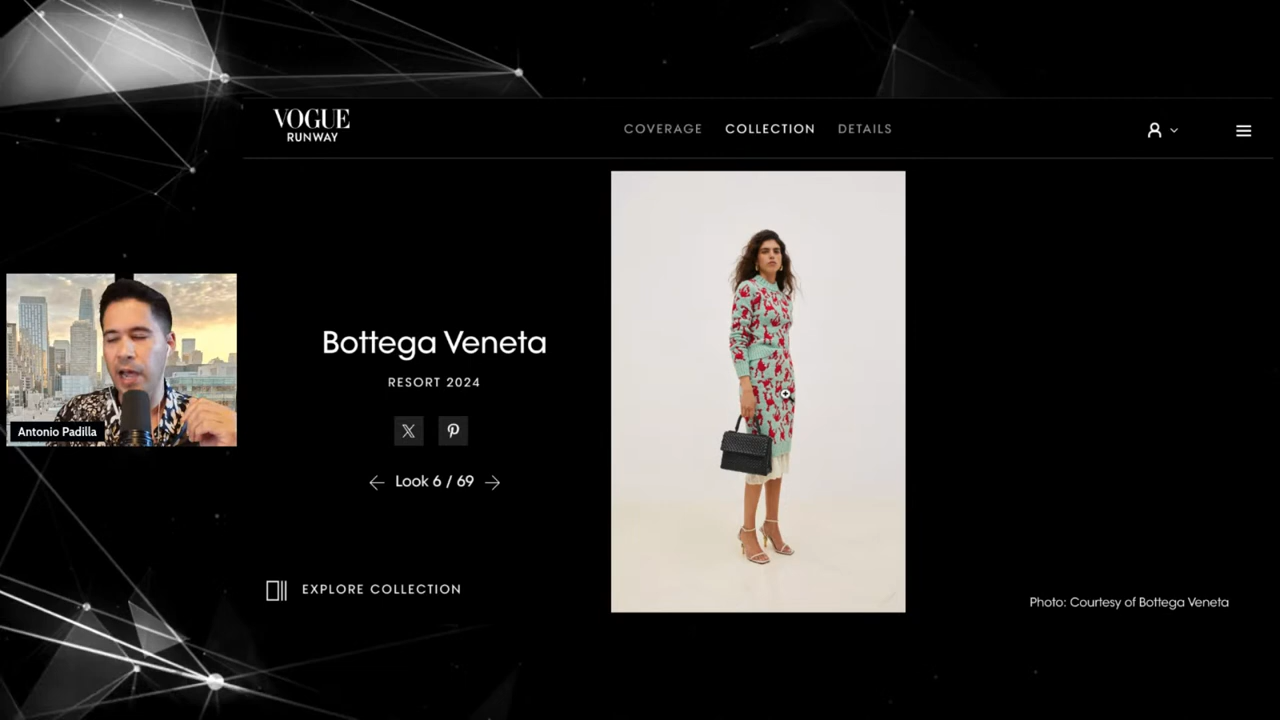 VOGUE
RUNWAY
COVERAGE COLLECTION DETAILS
Bottega Veneta
RESORT 2024
Look 6 / 69
EXPLORE COLLECTION
Antonio Padilla
Photo: Courtesy of Bottega Veneta